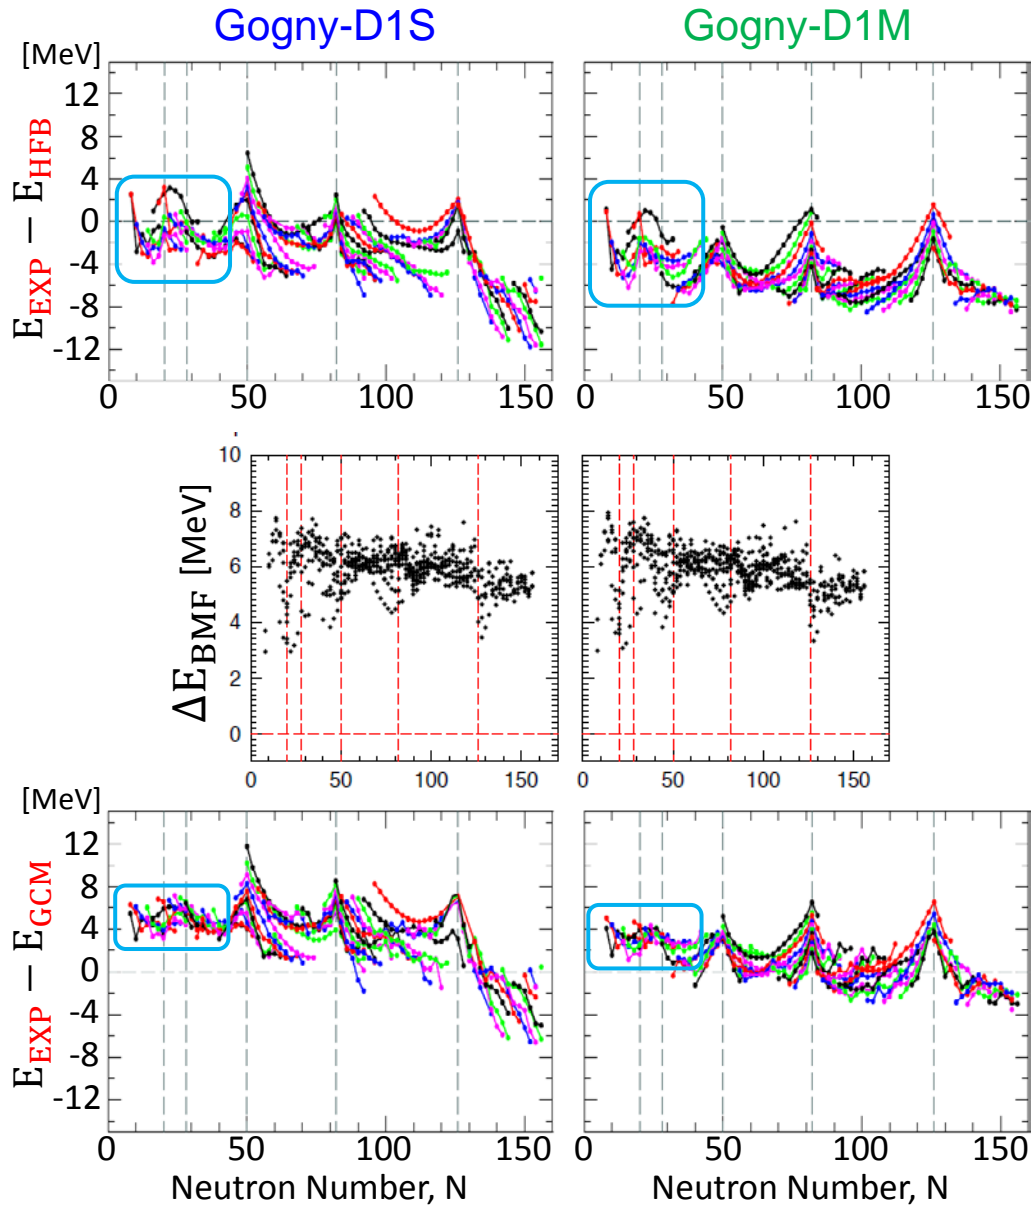 Gogny-D1S Gogny-D1M
[MeV]
12
8
4
0
-4
-8
-12
E_EXP − E_HFB
0 50 100 150 0 50 100 150
10
8
6
4
2
0
ΔE_BMF [MeV]
0 50 100 150 0 50 100 150
[MeV]
12
8
4
0
-4
-8
-12
E_EXP − E_GCM
0 50 100 150 0 50 100 150
Neutron Number, N Neutron Number, N